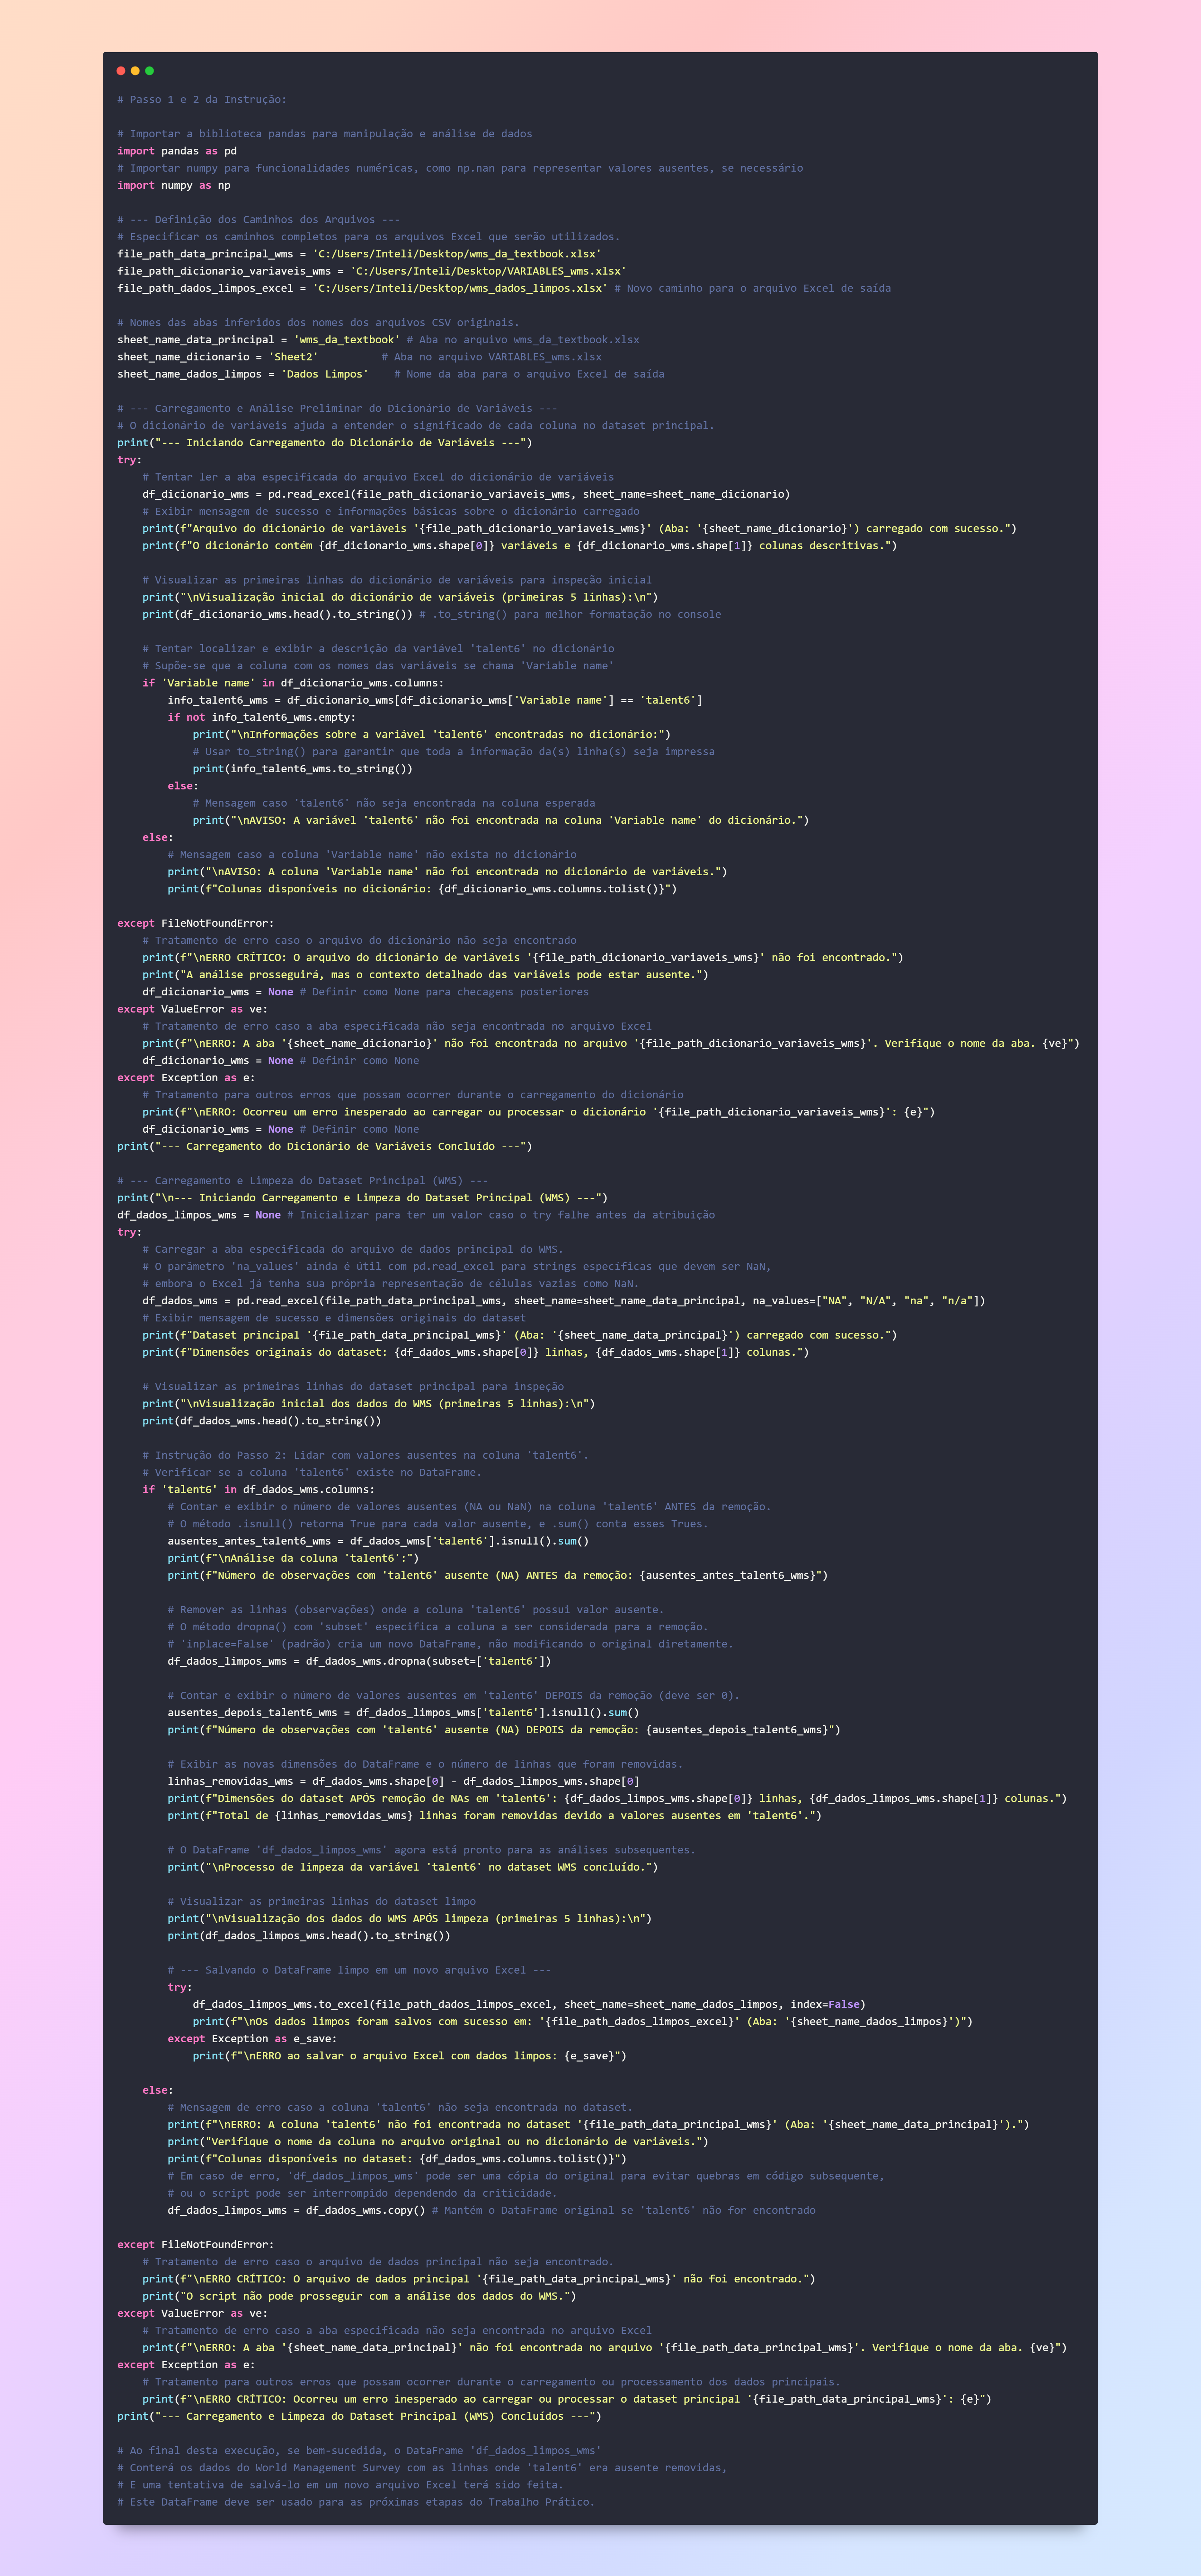 # Passo 1 e 2 da Instrução:

# Importar a biblioteca pandas para manipulação e análise de dados
import pandas as pd
# Importar numpy para funcionalidades numéricas, como np.nan para representar valores ausentes, se necessário
import numpy as np

# --- Definição dos Caminhos dos Arquivos ---
# Especificar os caminhos completos para os arquivos Excel que serão utilizados.
file_path_data_principal_wms = 'C:/Users/Inteli/Desktop/wms_da_textbook.xlsx'
file_path_dicionario_variaveis_wms = 'C:/Users/Inteli/Desktop/VARIABLES_wms.xlsx'
file_path_dados_limpos_excel = 'C:/Users/Inteli/Desktop/wms_dados_limpos.xlsx' # Novo caminho para o arquivo Excel de saída

# Nomes das abas inferidos dos nomes dos arquivos CSV originais.
sheet_name_data_principal = 'wms_da_textbook' # Aba no arquivo wms_da_textbook.xlsx
sheet_name_dicionario = 'Sheet2'          # Aba no arquivo VARIABLES_wms.xlsx
sheet_name_dados_limpos = 'Dados Limpos'    # Nome da aba para o arquivo Excel de saída

# --- Carregamento e Análise Preliminar do Dicionário de Variáveis ---
# O dicionário de variáveis ajuda a entender o significado de cada coluna no dataset principal.
print("--- Iniciando Carregamento do Dicionário de Variáveis ---")
try:
    # Tentar ler a aba especificada do arquivo Excel do dicionário de variáveis
    df_dicionario_wms = pd.read_excel(file_path_dicionario_variaveis_wms, sheet_name=sheet_name_dicionario)
    # Exibir mensagem de sucesso e informações básicas sobre o dicionário carregado
    print(f"Arquivo do dicionário de variáveis '{file_path_dicionario_variaveis_wms}' (Aba: '{sheet_name_dicionario}') carregado com sucesso.")
    print(f"O dicionário contém {df_dicionario_wms.shape[0]} variáveis e {df_dicionario_wms.shape[1]} colunas descritivas.")

    # Visualizar as primeiras linhas do dicionário de variáveis para inspeção inicial
    print("\nVisualização inicial do dicionário de variáveis (primeiras 5 linhas):\n")
    print(df_dicionario_wms.head().to_string()) # .to_string() para melhor formatação no console

    # Tentar localizar e exibir a descrição da variável 'talent6' no dicionário
    # Supõe-se que a coluna com os nomes das variáveis se chama 'Variable name'
    if 'Variable name' in df_dicionario_wms.columns:
        info_talent6_wms = df_dicionario_wms[df_dicionario_wms['Variable name'] == 'talent6']
        if not info_talent6_wms.empty:
            print("\nInformações sobre a variável 'talent6' encontradas no dicionário:")
            # Usar to_string() para garantir que toda a informação da(s) linha(s) seja impressa
            print(info_talent6_wms.to_string())
        else:
            # Mensagem caso 'talent6' não seja encontrada na coluna esperada
            print("\nAVISO: A variável 'talent6' não foi encontrada na coluna 'Variable name' do dicionário.")
    else:
        # Mensagem caso a coluna 'Variable name' não exista no dicionário
        print("\nAVISO: A coluna 'Variable name' não foi encontrada no dicionário de variáveis.")
        print(f"Colunas disponíveis no dicionário: {df_dicionario_wms.columns.tolist()}")

except FileNotFoundError:
    # Tratamento de erro caso o arquivo do dicionário não seja encontrado
    print(f"\nERRO CRÍTICO: O arquivo do dicionário de variáveis '{file_path_dicionario_variaveis_wms}' não foi encontrado.")
    print("A análise prosseguirá, mas o contexto detalhado das variáveis pode estar ausente.")
    df_dicionario_wms = None # Definir como None para checagens posteriores
except ValueError as ve:
    # Tratamento de erro caso a aba especificada não seja encontrada no arquivo Excel
    print(f"\nERRO: A aba '{sheet_name_dicionario}' não foi encontrada no arquivo '{file_path_dicionario_variaveis_wms}'. Verifique o nome da aba. {ve}")
    df_dicionario_wms = None # Definir como None
except Exception as e:
    # Tratamento para outros erros que possam ocorrer durante o carregamento do dicionário
    print(f"\nERRO: Ocorreu um erro inesperado ao carregar ou processar o dicionário '{file_path_dicionario_variaveis_wms}': {e}")
    df_dicionario_wms = None # Definir como None
print("--- Carregamento do Dicionário de Variáveis Concluído ---")

# --- Carregamento e Limpeza do Dataset Principal (WMS) ---
print("\n--- Iniciando Carregamento e Limpeza do Dataset Principal (WMS) ---")
df_dados_limpos_wms = None # Inicializar para ter um valor caso o try falhe antes da atribuição
try:
    # Carregar a aba especificada do arquivo de dados principal do WMS.
    # O parâmetro 'na_values' ainda é útil com pd.read_excel para strings específicas que devem ser NaN,
    # embora o Excel já tenha sua própria representação de células vazias como NaN.
    df_dados_wms = pd.read_excel(file_path_data_principal_wms, sheet_name=sheet_name_data_principal, na_values=["NA", "N/A", "na", "n/a"])
    # Exibir mensagem de sucesso e dimensões originais do dataset
    print(f"Dataset principal '{file_path_data_principal_wms}' (Aba: '{sheet_name_data_principal}') carregado com sucesso.")
    print(f"Dimensões originais do dataset: {df_dados_wms.shape[0]} linhas, {df_dados_wms.shape[1]} colunas.")

    # Visualizar as primeiras linhas do dataset principal para inspeção
    print("\nVisualização inicial dos dados do WMS (primeiras 5 linhas):\n")
    print(df_dados_wms.head().to_string())

    # Instrução do Passo 2: Lidar com valores ausentes na coluna 'talent6'.
    # Verificar se a coluna 'talent6' existe no DataFrame.
    if 'talent6' in df_dados_wms.columns:
        # Contar e exibir o número de valores ausentes (NA ou NaN) na coluna 'talent6' ANTES da remoção.
        # O método .isnull() retorna True para cada valor ausente, e .sum() conta esses Trues.
        ausentes_antes_talent6_wms = df_dados_wms['talent6'].isnull().sum()
        print(f"\nAnálise da coluna 'talent6':")
        print(f"Número de observações com 'talent6' ausente (NA) ANTES da remoção: {ausentes_antes_talent6_wms}")

        # Remover as linhas (observações) onde a coluna 'talent6' possui valor ausente.
        # O método dropna() com 'subset' especifica a coluna a ser considerada para a remoção.
        # 'inplace=False' (padrão) cria um novo DataFrame, não modificando o original diretamente.
        df_dados_limpos_wms = df_dados_wms.dropna(subset=['talent6'])

        # Contar e exibir o número de valores ausentes em 'talent6' DEPOIS da remoção (deve ser 0).
        ausentes_depois_talent6_wms = df_dados_limpos_wms['talent6'].isnull().sum()
        print(f"Número de observações com 'talent6' ausente (NA) DEPOIS da remoção: {ausentes_depois_talent6_wms}")

        # Exibir as novas dimensões do DataFrame e o número de linhas que foram removidas.
        linhas_removidas_wms = df_dados_wms.shape[0] - df_dados_limpos_wms.shape[0]
        print(f"Dimensões do dataset APÓS remoção de NAs em 'talent6': {df_dados_limpos_wms.shape[0]} linhas, {df_dados_limpos_wms.shape[1]} colunas.")
        print(f"Total de {linhas_removidas_wms} linhas foram removidas devido a valores ausentes em 'talent6'.")

        # O DataFrame 'df_dados_limpos_wms' agora está pronto para as análises subsequentes.
        print("\nProcesso de limpeza da variável 'talent6' no dataset WMS concluído.")

        # Visualizar as primeiras linhas do dataset limpo
        print("\nVisualização dos dados do WMS APÓS limpeza (primeiras 5 linhas):\n")
        print(df_dados_limpos_wms.head().to_string())

        # --- Salvando o DataFrame limpo em um novo arquivo Excel ---
        try:
            df_dados_limpos_wms.to_excel(file_path_dados_limpos_excel, sheet_name=sheet_name_dados_limpos, index=False)
            print(f"\nOs dados limpos foram salvos com sucesso em: '{file_path_dados_limpos_excel}' (Aba: '{sheet_name_dados_limpos}')")
        except Exception as e_save:
            print(f"\nERRO ao salvar o arquivo Excel com dados limpos: {e_save}")

    else:
        # Mensagem de erro caso a coluna 'talent6' não seja encontrada no dataset.
        print(f"\nERRO: A coluna 'talent6' não foi encontrada no dataset '{file_path_data_principal_wms}' (Aba: '{sheet_name_data_principal}').")
        print("Verifique o nome da coluna no arquivo original ou no dicionário de variáveis.")
        print(f"Colunas disponíveis no dataset: {df_dados_wms.columns.tolist()}")
        # Em caso de erro, 'df_dados_limpos_wms' pode ser uma cópia do original para evitar quebras em código subsequente,
        # ou o script pode ser interrompido dependendo da criticidade.
        df_dados_limpos_wms = df_dados_wms.copy() # Mantém o DataFrame original se 'talent6' não for encontrado

except FileNotFoundError:
    # Tratamento de erro caso o arquivo de dados principal não seja encontrado.
    print(f"\nERRO CRÍTICO: O arquivo de dados principal '{file_path_data_principal_wms}' não foi encontrado.")
    print("O script não pode prosseguir com a análise dos dados do WMS.")
except ValueError as ve:
    # Tratamento de erro caso a aba especificada não seja encontrada no arquivo Excel
    print(f"\nERRO: A aba '{sheet_name_data_principal}' não foi encontrada no arquivo '{file_path_data_principal_wms}'. Verifique o nome da aba. {ve}")
except Exception as e:
    # Tratamento para outros erros que possam ocorrer durante o carregamento ou processamento dos dados principais.
    print(f"\nERRO CRÍTICO: Ocorreu um erro inesperado ao carregar ou processar o dataset principal '{file_path_data_principal_wms}': {e}")
print("--- Carregamento e Limpeza do Dataset Principal (WMS) Concluídos ---")

# Ao final desta execução, se bem-sucedida, o DataFrame 'df_dados_limpos_wms'
# Conterá os dados do World Management Survey com as linhas onde 'talent6' era ausente removidas,
# E uma tentativa de salvá-lo em um novo arquivo Excel terá sido feita.
# Este DataFrame deve ser usado para as próximas etapas do Trabalho Prático.